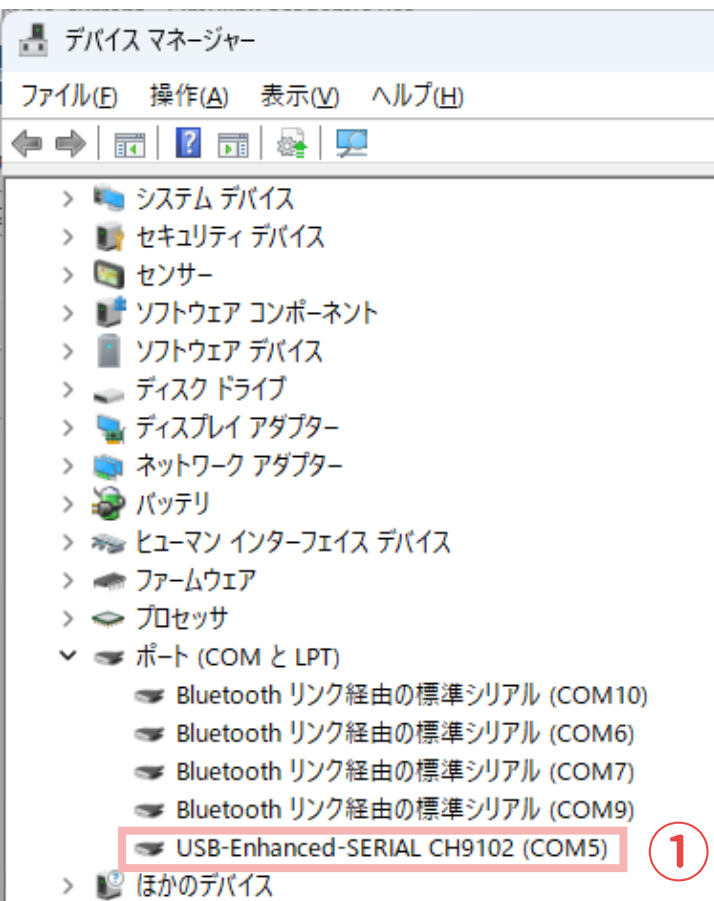 デバイス マネージャー
ファイル(F) 操作(A) 表示(V) ヘルプ(H)
?
システム デバイス
セキュリティ デバイス
センサー
ソフトウェア コンポーネント
ソフトウェア デバイス
ディスク ドライブ
ディスプレイ アダプター
ネットワーク アダプター
バッテリ
ヒューマン インターフェイス デバイス
ファームウェア
プロセッサ
ポート (COM と LPT)
Bluetooth リンク経由の標準シリアル (COM10)
Bluetooth リンク経由の標準シリアル (COM6)
Bluetooth リンク経由の標準シリアル (COM7)
Bluetooth リンク経由の標準シリアル (COM9)
USB-Enhanced-SERIAL CH9102 (COM5) ①
ほかのデバイス